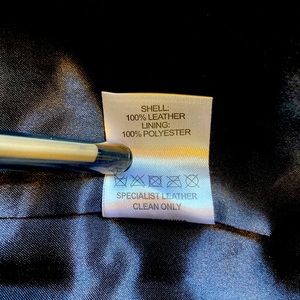 SHELL:
100% LEATHER
LINING:
100% POLYESTER
SPECIALIST LEATHER
CLEAN ONLY